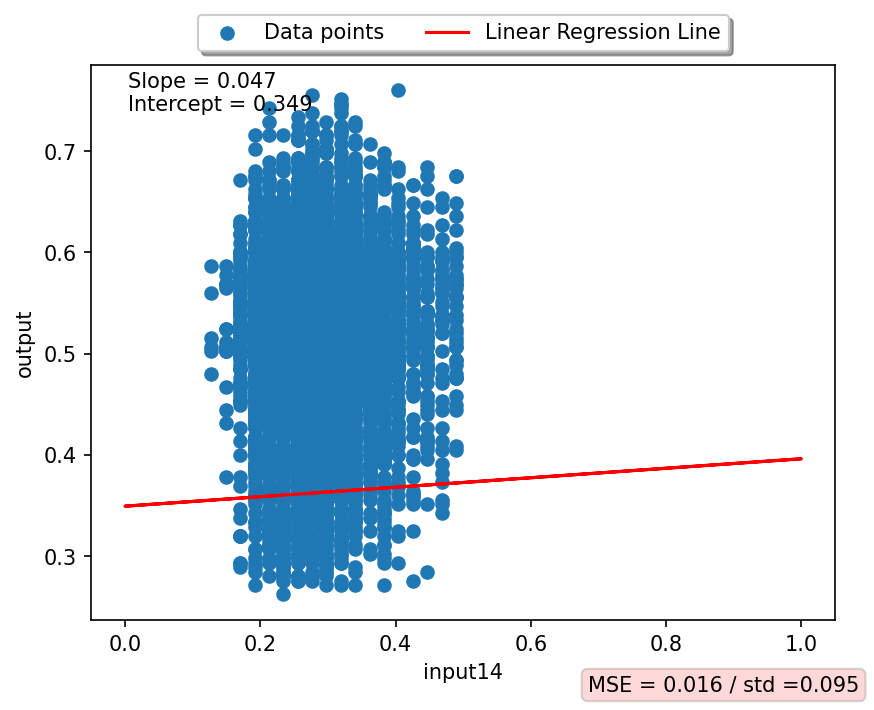 Data points Linear Regression Line
Slope = 0.047
Intercept = 0.349
0.7
0.6
0.5
0.4
0.3
output
0.0 0.2 0.4 0.6 0.8 1.0
input14
MSE = 0.016 / std =0.095